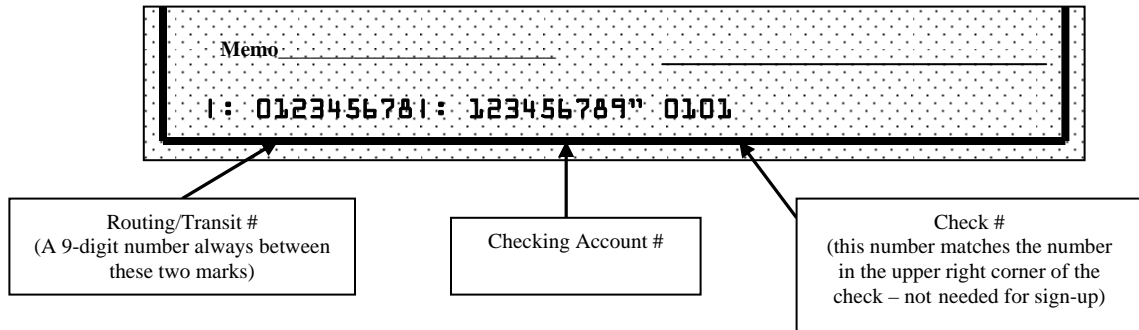 Memo
⑆ 012345678⑆ 123456789" 0101
Routing/Transit #
(A 9-digit number always between
these two marks)
Checking Account #
Check #
(this number matches the number
in the upper right corner of the
check – not needed for sign-up)